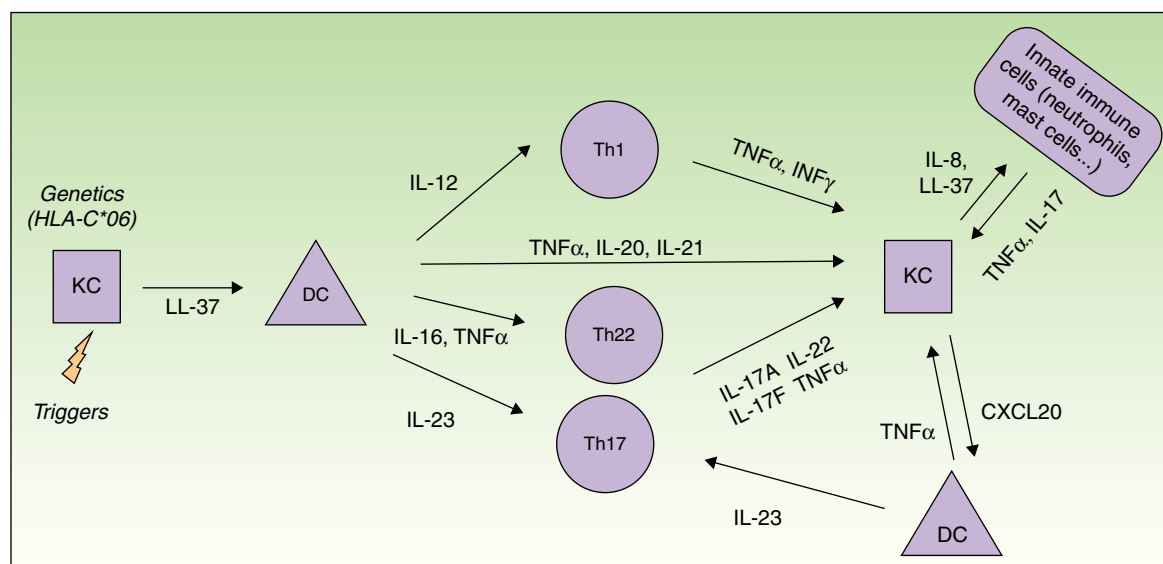 Genetics
(HLA-C*06)
KC
Triggers
LL-37
DC
IL-12
TNFα, IL-20, IL-21
IL-16, TNFα
IL-23
Th1
Th22
Th17
TNFα, INFγ
IL-17A IL-22
IL-17F TNFα
KC
IL-8,
LL-37
TNFα, IL-17
Innate immune
cells (neutrophils,
mast cells...)
TNFα
CXCL20
DC
IL-23